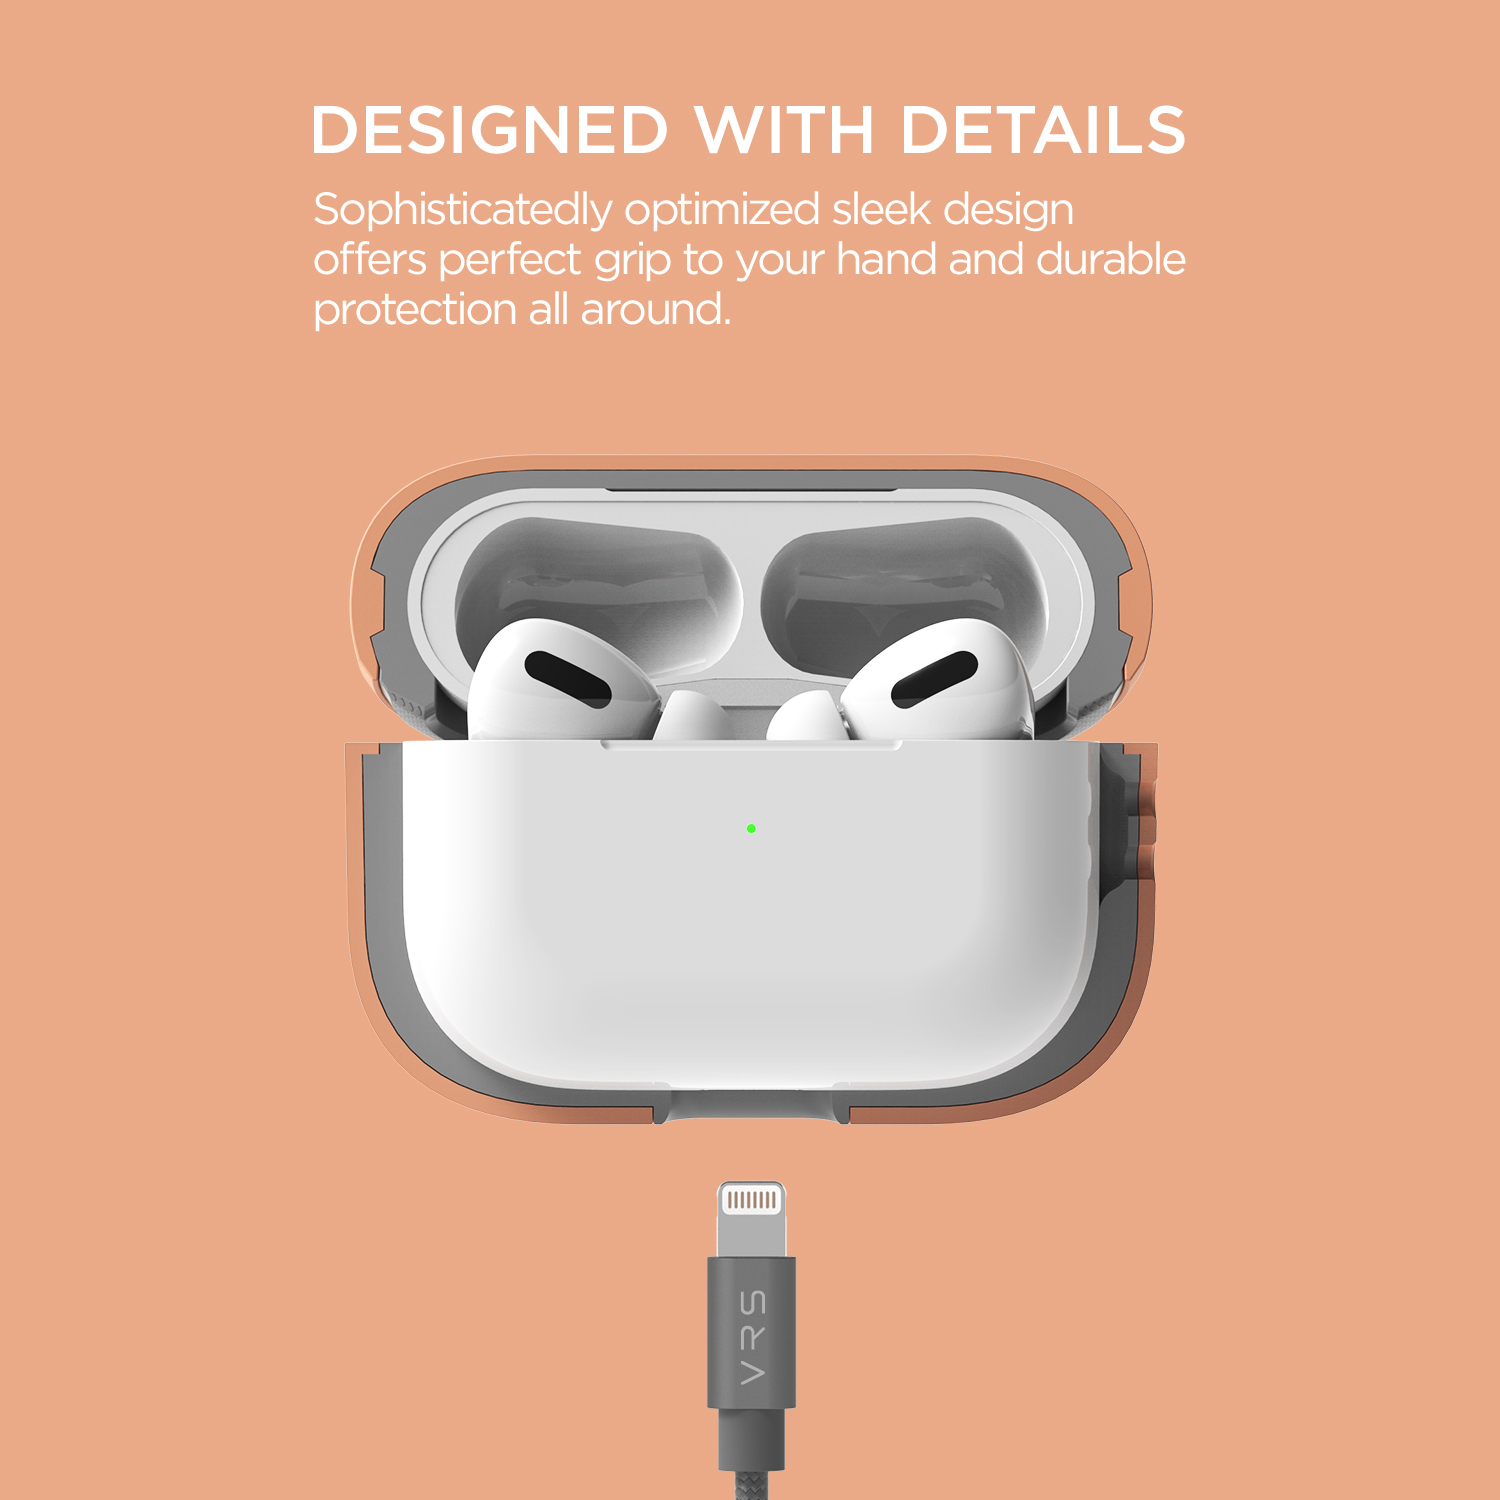 DESIGNED WITH DETAILS
Sophisticatedly optimized sleek design
offers perfect grip to your hand and durable
protection all around.
VRS